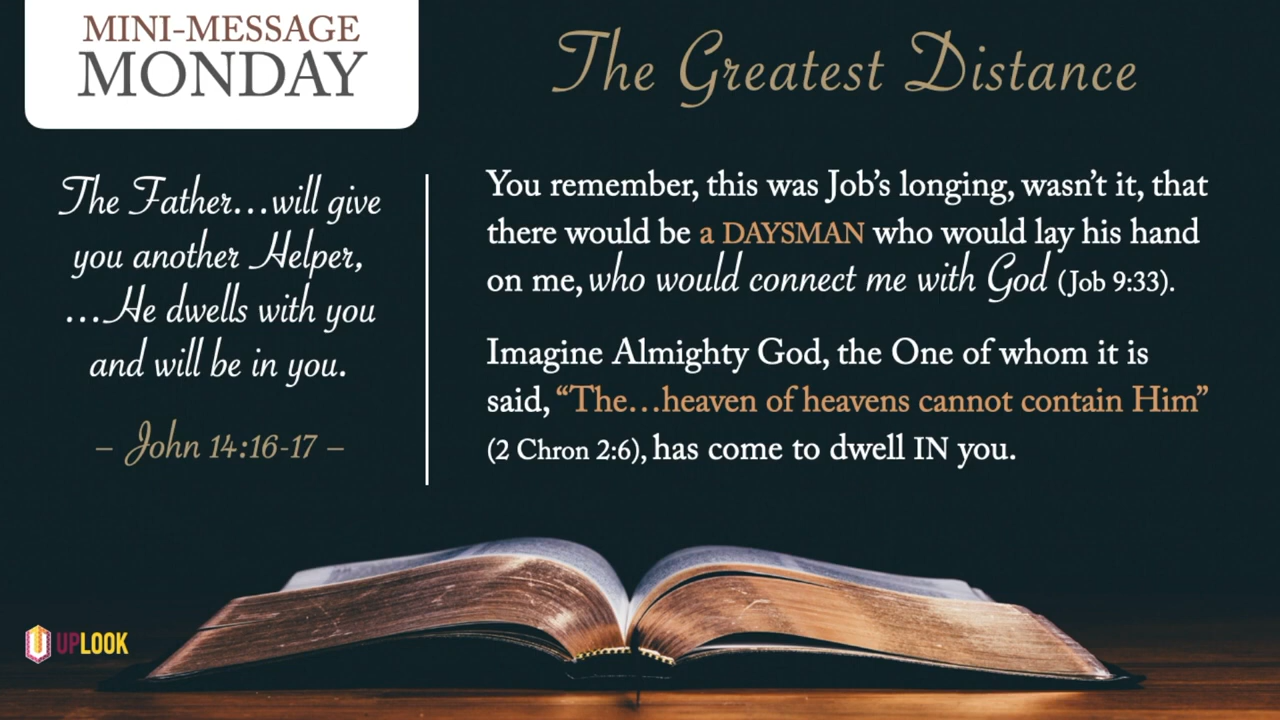 MINI-MESSAGE
MONDAY
The Greatest Distance
The Father...will give
you another Helper,
...He dwells with you
and will be in you.
– John 14:16-17 –
You remember, this was Job’s longing, wasn’t it, that
there would be a DAYSMAN who would lay his hand
on me, who would connect me with God (Job 9:33).
Imagine Almighty God, the One of whom it is
said, “The...heaven of heavens cannot contain Him”
(2 Chron 2:6), has come to dwell IN you.
UPLOOK